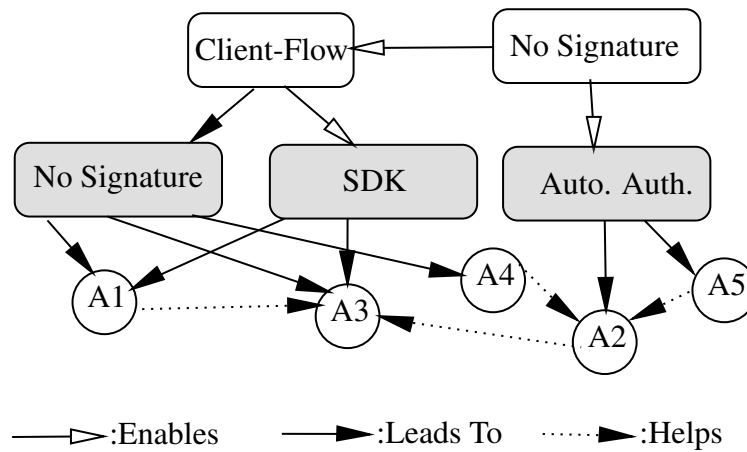 Client-Flow
No Signature
No Signature
SDK
Auto. Auth.
A1
A3
A4
A2
A5
:Enables
:Leads To
:Helps